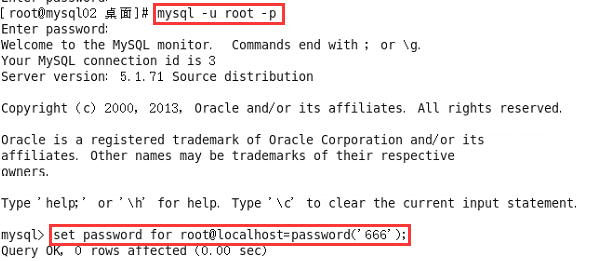 Enter password:
[root@mysql02 桌面]# mysql -u root -p
Enter password:
Welcome to the MySQL monitor.  Commands end with ; or \g.
Your MySQL connection id is 3
Server version: 5.1.71 Source distribution
Copyright (c) 2000, 2013, Oracle and/or its affiliates. All rights reserved.
Oracle is a registered trademark of Oracle Corporation and/or its
affiliates. Other names may be trademarks of their respective
owners.
Type 'help;' or '\h' for help. Type '\c' to clear the current input statement.
mysql> set password for root@localhost=password('666');
Query OK, 0 rows affected (0.00 sec)